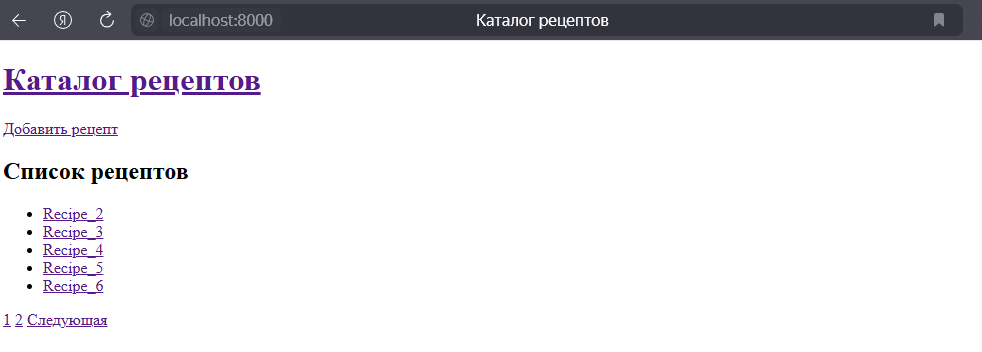 localhost:8000 Каталог рецептов
Каталог рецептов
Добавить рецепт
Список рецептов
Recipe_2
Recipe_3
Recipe_4
Recipe_5
Recipe_6
1 2 Следующая